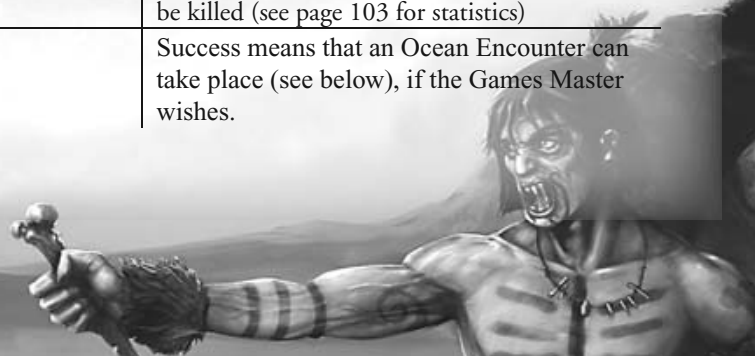 be killed (see page 103 for statistics)
Success means that an Ocean Encounter can
take place (see below), if the Games Master
wishes.